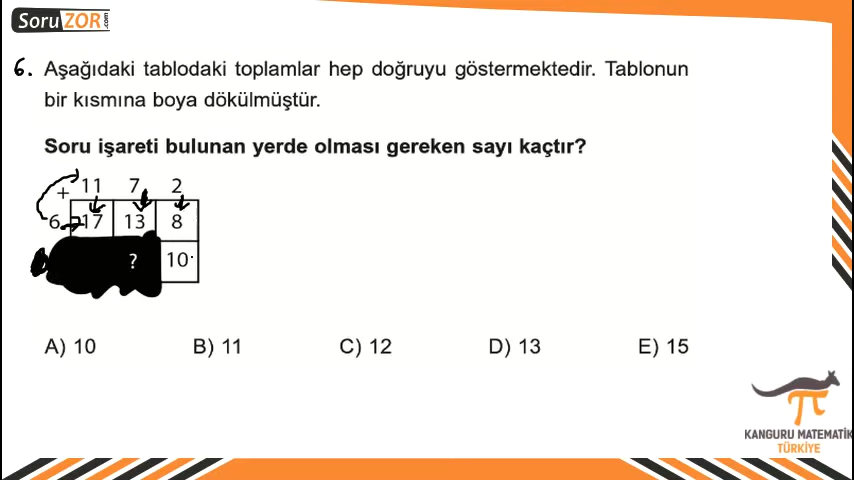 SoruZOR.com
6. Aşağıdaki tablodaki toplamlar hep doğruyu göstermektedir. Tablonun
bir kısmına boya dökülmüştür.
Soru işareti bulunan yerde olması gereken sayı kaçtır?
+ 11 7 2
6 17 13 8
? 10
A) 10 B) 11 C) 12 D) 13 E) 15
KANGURU MATEMATİK
TÜRKİYE